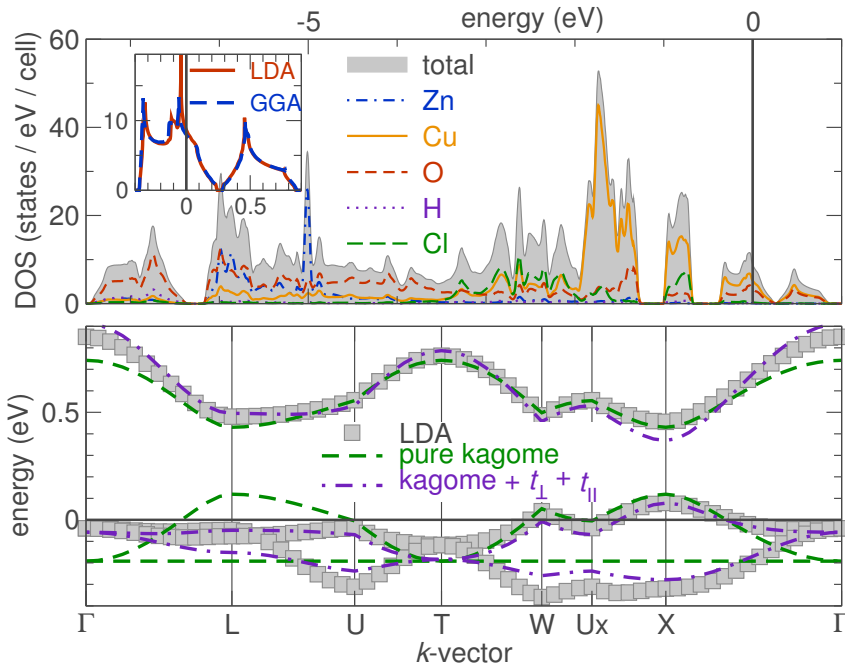 energy (eV)
-5 0
60
40
20
0
DOS (states / eV / cell)
LDA
GGA
10
0
0 0.5
total
Zn
Cu
O
H
Cl
energy (eV)
0.5
0
LDA
pure kagome
kagome + t⊥ + t||
Γ L U T W Ux X Γ
k-vector